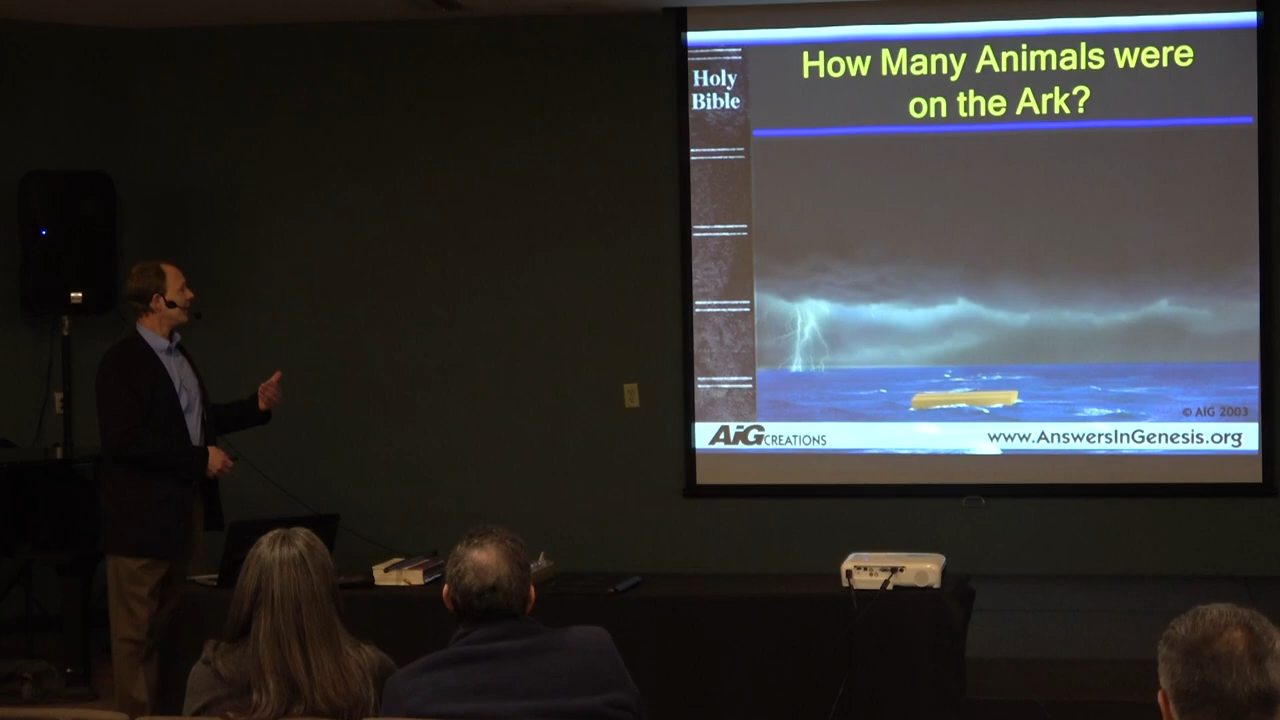 How Many Animals were
on the Ark?
Holy
Bible
© AiG 2003
AiG CREATIONS
www.AnswersInGenesis.org